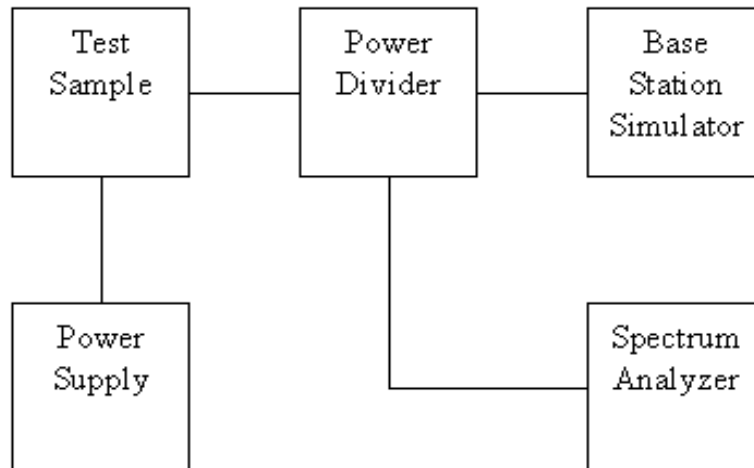 Test
Sample
Power
Divider
Base
Station
Simulator
Power
Supply
Spectrum
Analyzer